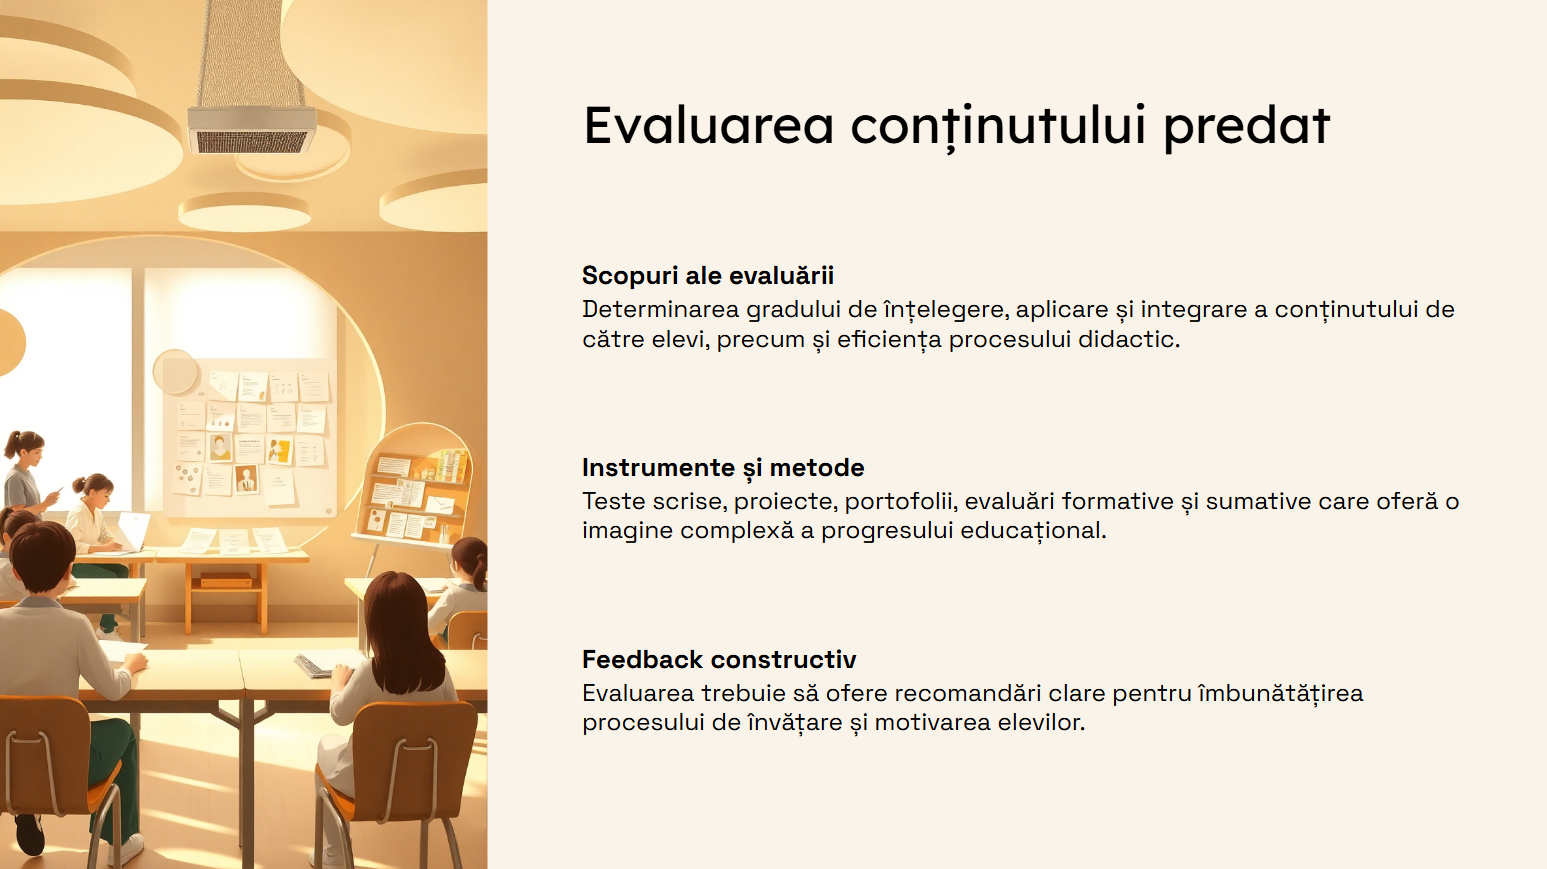 Evaluarea conținutului predat
Scopuri ale evaluării
Determinarea gradului de înțelegere, aplicare și integrare a conținutului de
către elevi, precum și eficiența procesului didactic.
Instrumente și metode
Teste scrise, proiecte, portofolii, evaluări formative și sumative care oferă o
imagine complexă a progresului educațional.
Feedback constructiv
Evaluarea trebuie să ofere recomandări clare pentru îmbunătățirea
procesului de învățare și motivarea elevilor.